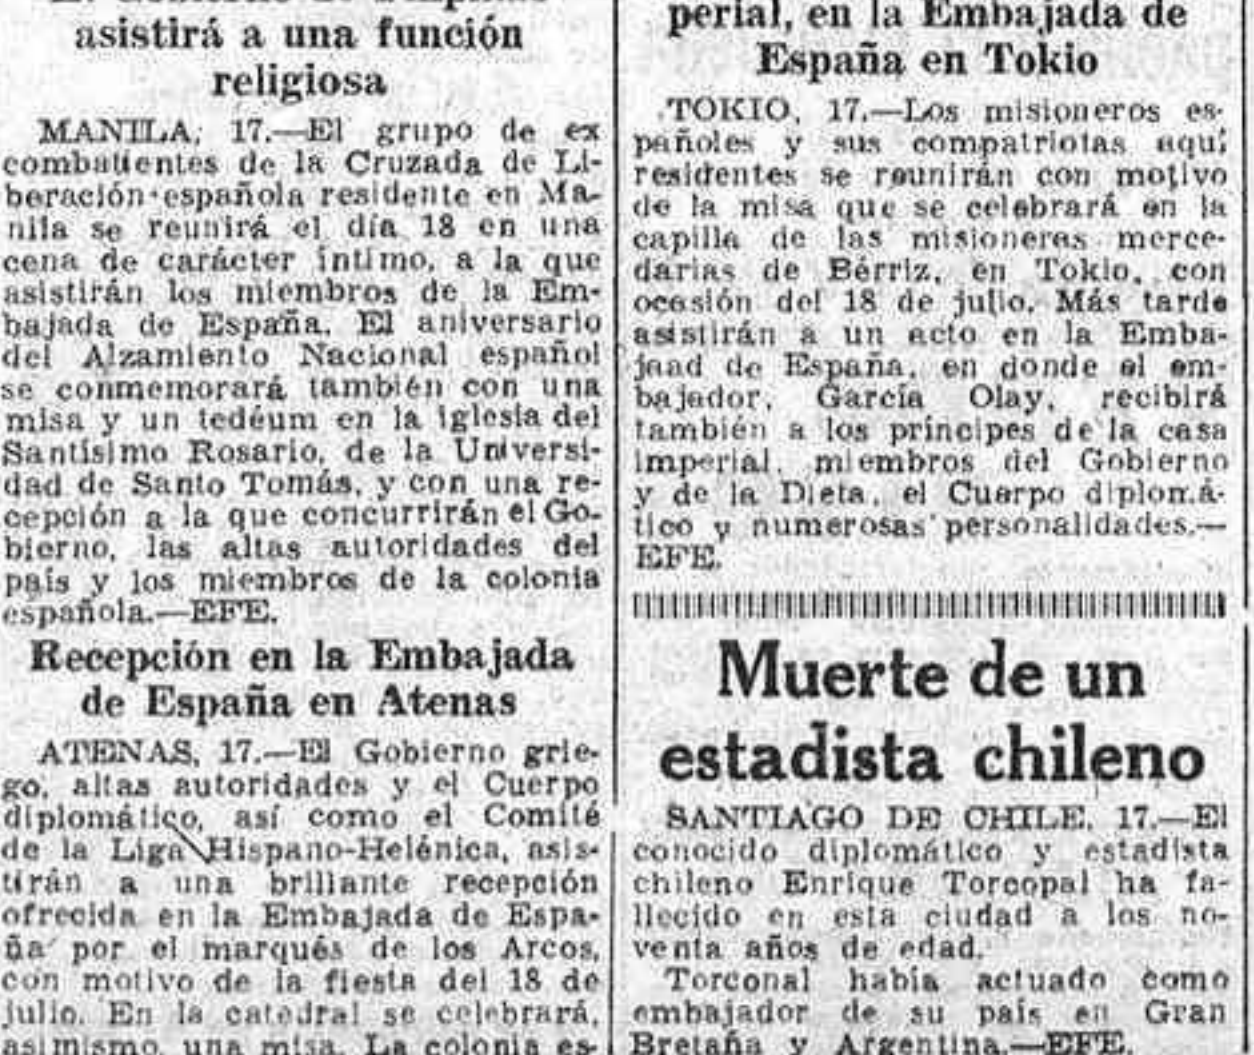 asistirá a una función
religiosa
MANILA, 17.—El grupo de ex
combatientes de la Cruzada de Li-
beración española residente en Ma-
nila se reunirá el día 18 en una
cena de carácter íntimo, a la que
asistirán los miembros de la Em-
bajada de España. El aniversario
del Alzamiento Nacional español
se conmemorará también con una
misa y un tedéum en la iglesia del
Santísimo Rosario, de la Universi-
dad de Santo Tomás, y con una re-
cepción a la que concurrirán el Go-
bierno, las altas autoridades del
país y los miembros de la colonia
española.—EFE.
Recepción en la Embajada
de España en Atenas
ATENAS, 17.—El Gobierno grie-
go, altas autoridades y el Cuerpo
diplomático, así como el Comité
de la Liga Hispano-Helénica, asis-
tirán a una brillante recepción
ofrecida en la Embajada de Espa-
ña por el marqués de los Arcos,
con motivo de la fiesta del 18 de
julio. En la catedral se celebrará,
asimismo, una misa. La colonia es-
perial, en la Embajada de
España en Tokio
TOKIO, 17.—Los misioneros es-
pañoles y sus compatriotas aquí
residentes se reunirán con motivo
de la misa que se celebrará en la
capilla de las misioneras merce-
darias de Bérriz, en Tokio, con
ocasión del 18 de julio. Más tarde
asistirán a un acto en la Emba-
jaad de España, en donde el em-
bajador, García Olay, recibirá
también a los príncipes de la casa
imperial, miembros del Gobierno
y de la Dieta, el Cuerpo diplomá-
tico y numerosas personalidades.—
EFE.
Muerte de un
estadista chileno
SANTIAGO DE CHILE, 17.—El
conocido diplomático y estadista
chileno Enrique Torcopal ha fa-
llecido en esta ciudad a los no-
venta años de edad.
Torconal había actuado como
embajador de su país en Gran
Bretaña y Argentina.—EFE.